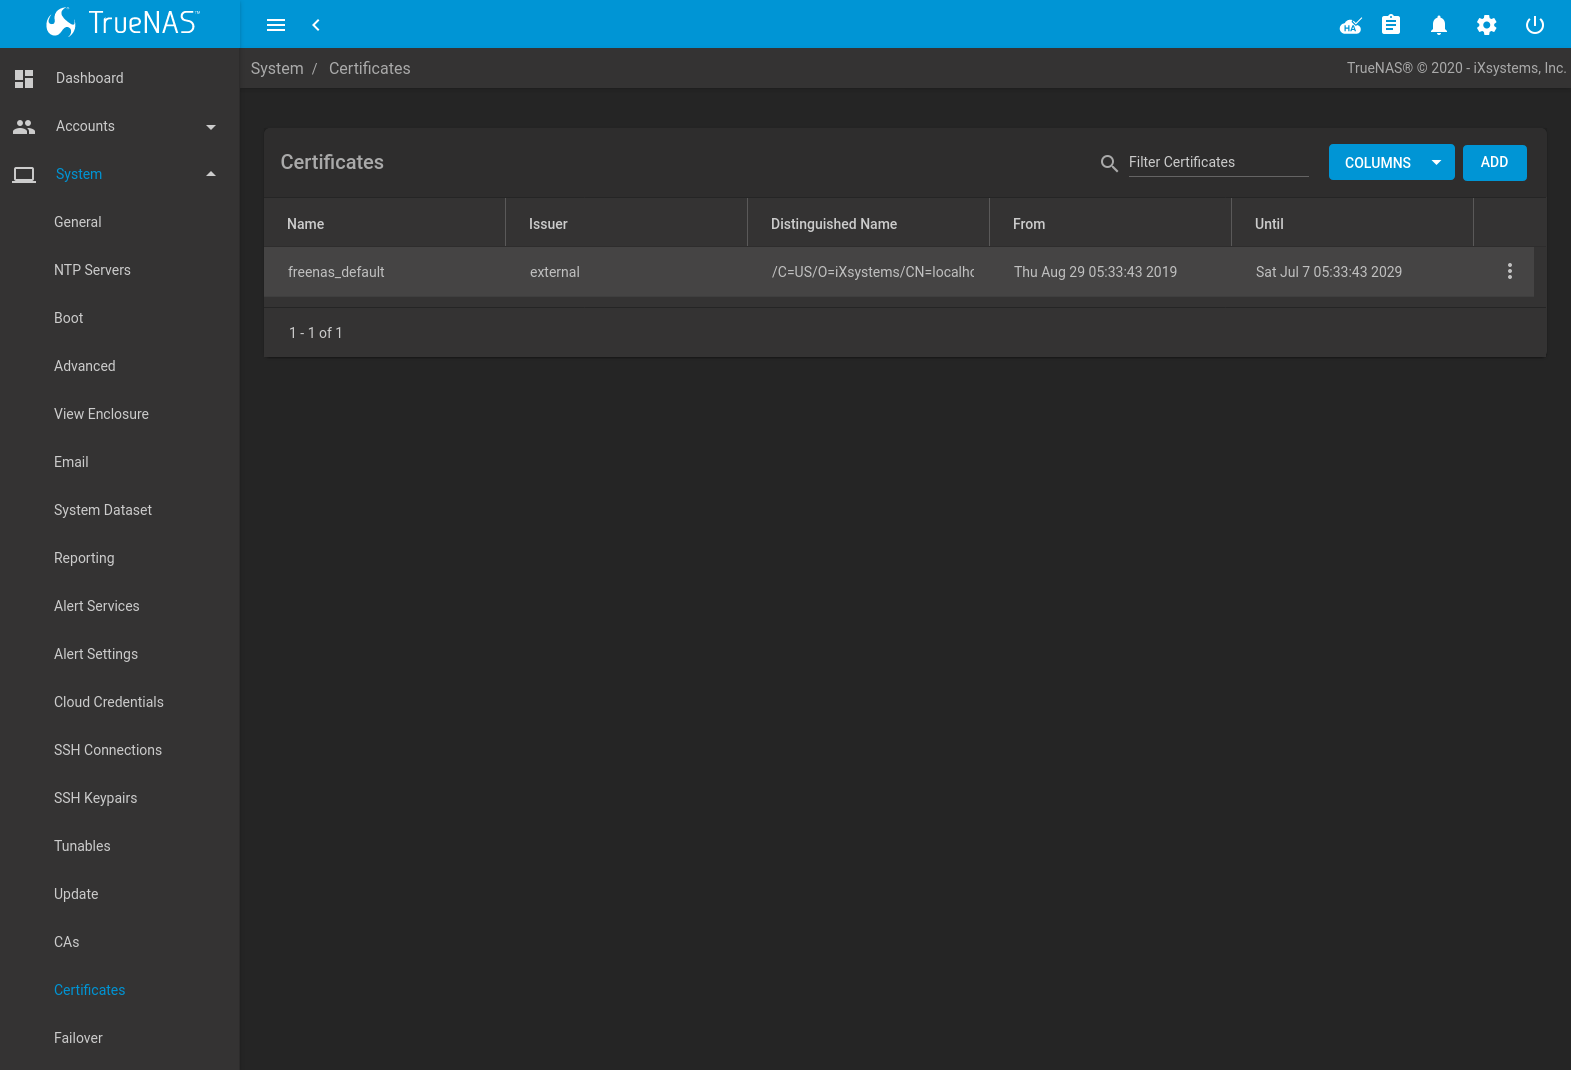 TrueNAS™
HA
System / Certificates
TrueNAS® © 2020 - iXsystems, Inc.
Dashboard
Accounts
System
General
NTP Servers
Boot
Advanced
View Enclosure
Email
System Dataset
Reporting
Alert Services
Alert Settings
Cloud Credentials
SSH Connections
SSH Keypairs
Tunables
Update
CAs
Certificates
Failover
Certificates
Filter Certificates
COLUMNS
ADD
Name Issuer Distinguished Name From Until
freenas_default external /C=US/O=iXsystems/CN=localhc Thu Aug 29 05:33:43 2019 Sat Jul 7 05:33:43 2029
1 - 1 of 1